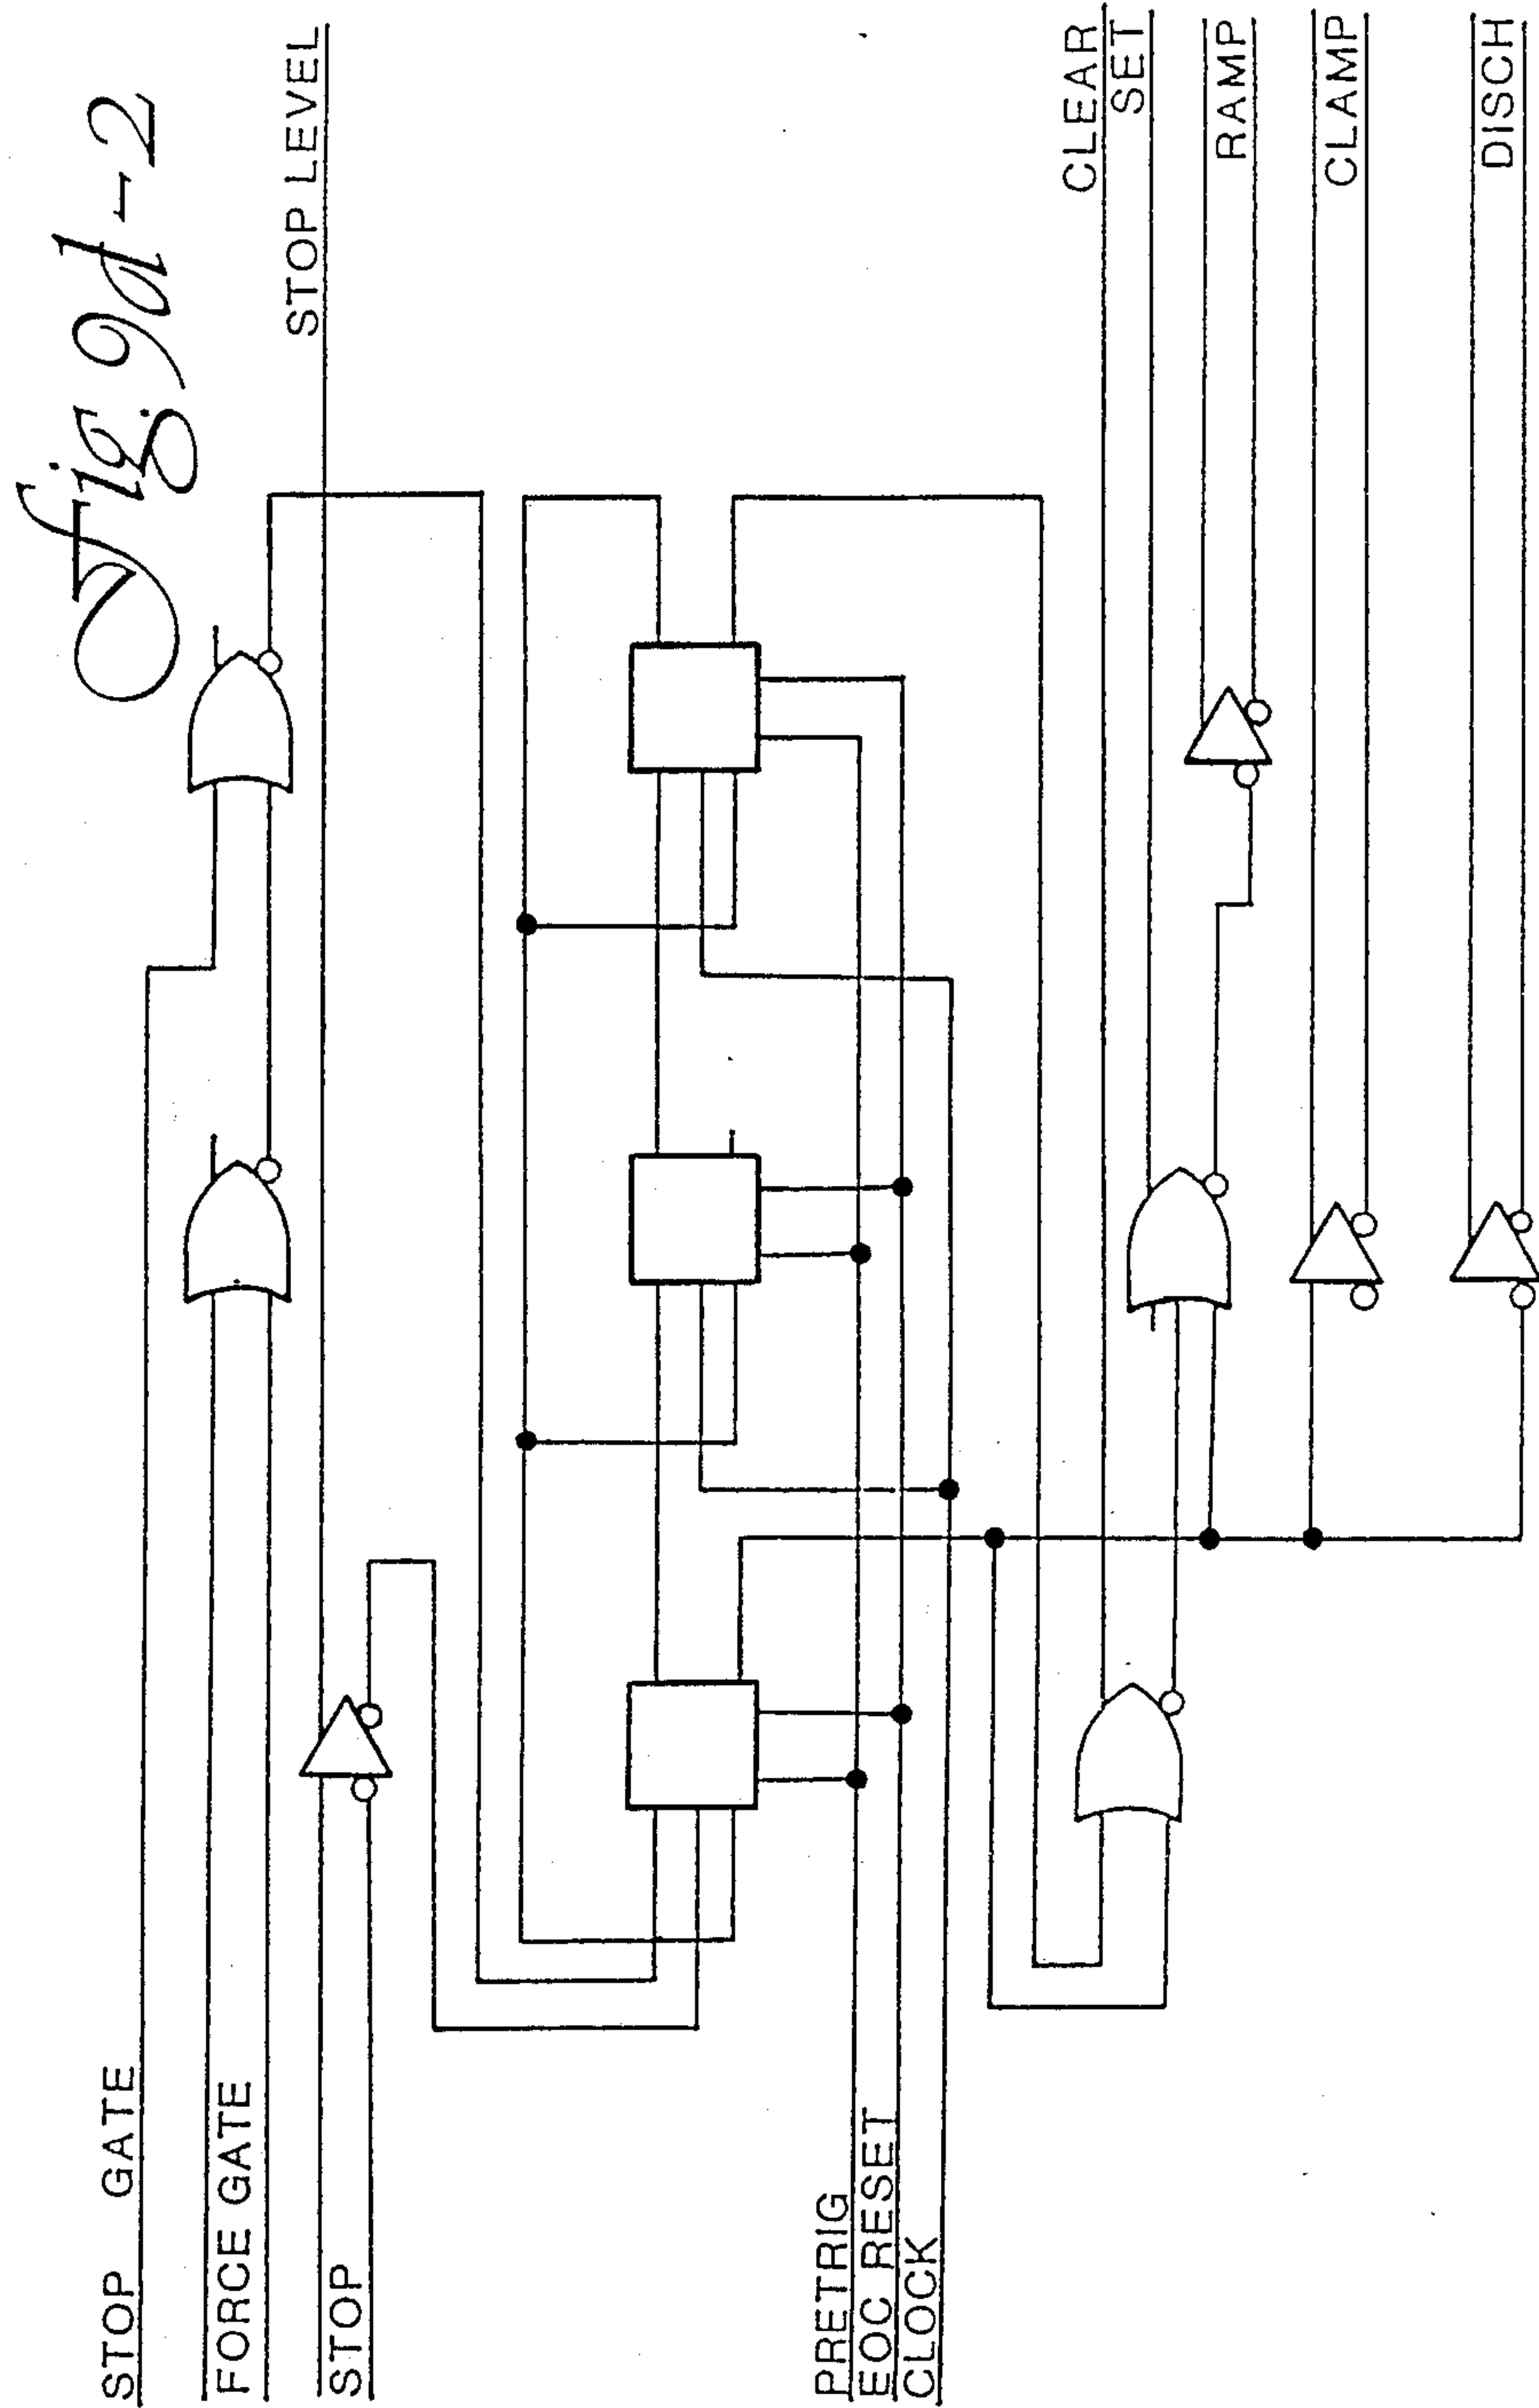 Fig 9d-2
STOP GATE
FORCE GATE
STOP
STOP LEVEL
PRETRIG
EOC RESET
CLOCK
CLEAR
SET
RAMP
CLAMP
DISCH